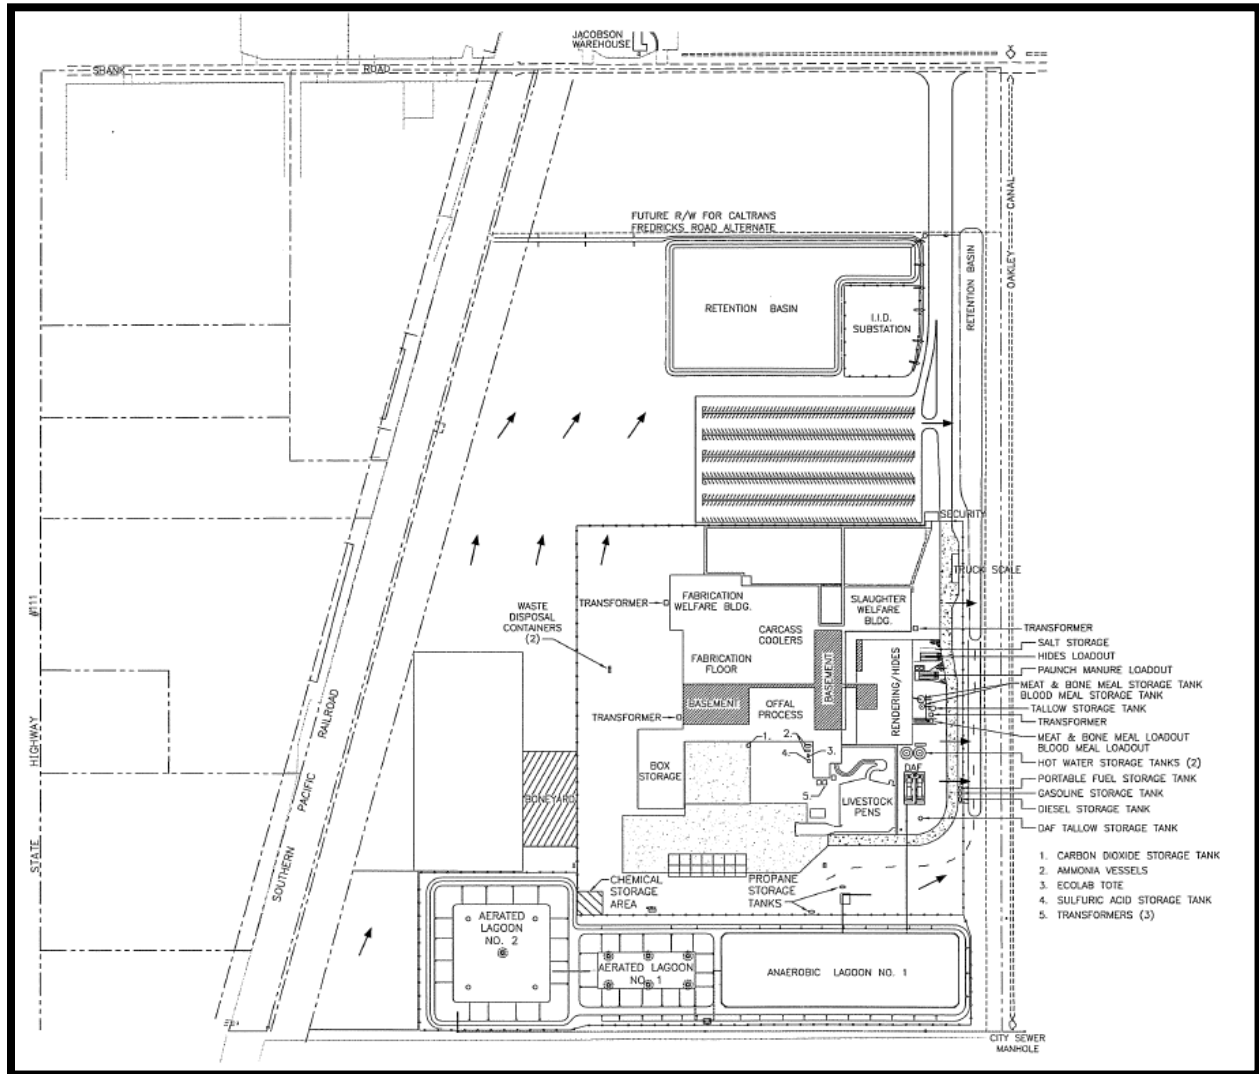 JACOBSON
WAREHOUSE
SHANK
ROAD
OAKLEY CANAL
FUTURE R/W FOR CALTRANS
FREDRICKS ROAD ALTERNATE
RETENTION BASIN
I.I.D.
SUBSTATION
RETENTION BASIN
SECURITY
TRUCK SCALE
STATE HIGHWAY #111
SOUTHERN PACIFIC RAILROAD
WASTE
DISPOSAL
CONTAINERS
(2)
TRANSFORMER
FABRICATION
WELFARE BLDG.
SLAUGHTER
WELFARE
BLDG.
CARCASS
COOLERS
FABRICATION
FLOOR
BASEMENT
RENDERING/HIDES
BASEMENT
OFFAL
PROCESS
TRANSFORMER
TRANSFORMER
SALT STORAGE
HIDES LOADOUT
PAUNCH MANURE LOADOUT
MEAT & BONE MEAL STORAGE TANK
BLOOD MEAL STORAGE TANK
TALLOW STORAGE TANK
TRANSFORMER
MEAT & BONE MEAL LOADOUT
BLOOD MEAL LOADOUT
HOT WATER STORAGE TANKS (2)
PORTABLE FUEL STORAGE TANK
GASOLINE STORAGE TANK
DIESEL STORAGE TANK
DAF TALLOW STORAGE TANK
1.
2.
3.
4.
5.
BOX
STORAGE
DAF
LIVESTOCK
PENS
BONEYARD
1. CARBON DIOXIDE STORAGE TANK
2. AMMONIA VESSELS
3. ECOLAB TOTE
4. SULFURIC ACID STORAGE TANK
5. TRANSFORMERS (3)
CHEMICAL
STORAGE
AREA
PROPANE
STORAGE
TANKS
AERATED
LAGOON
NO. 2
AERATED LAGOON
NO. 1
ANAEROBIC LAGOON NO. 1
CITY SEWER
MANHOLE